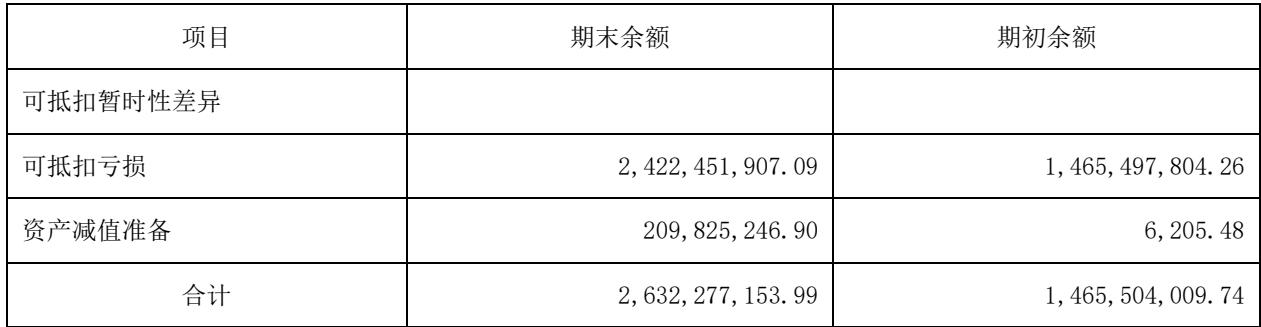 项目 期末余额 期初余额
可抵扣暂时性差异
可抵扣亏损 2,422,451,907.09 1,465,497,804.26
资产减值准备 209,825,246.90 6,205.48
合计 2,632,277,153.99 1,465,504,009.74